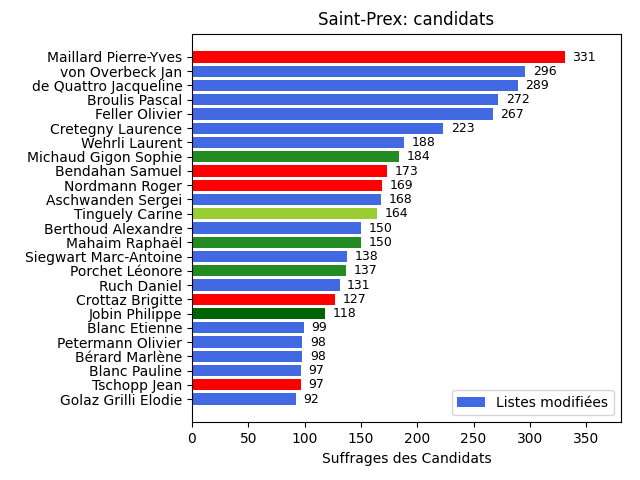 Saint-Prex: candidats
Maillard Pierre-Yves 331
von Overbeck Jan 296
de Quattro Jacqueline 289
Broulis Pascal 272
Feller Olivier 267
Cretegny Laurence 223
Wehrli Laurent 188
Michaud Gigon Sophie 184
Bendahan Samuel 173
Nordmann Roger 169
Aschwanden Sergei 168
Tinguely Carine 164
Berthoud Alexandre 150
Mahaim Raphaël 150
Siegwart Marc-Antoine 138
Porchet Léonore 137
Ruch Daniel 131
Crottaz Brigitte 127
Jobin Philippe 118
Blanc Etienne 99
Petermann Olivier 98
Bérard Marlène 98
Blanc Pauline 97
Tschopp Jean 97
Golaz Grilli Elodie 92
Listes modifiées
0 50 100 150 200 250 300 350
Suffrages des Candidats